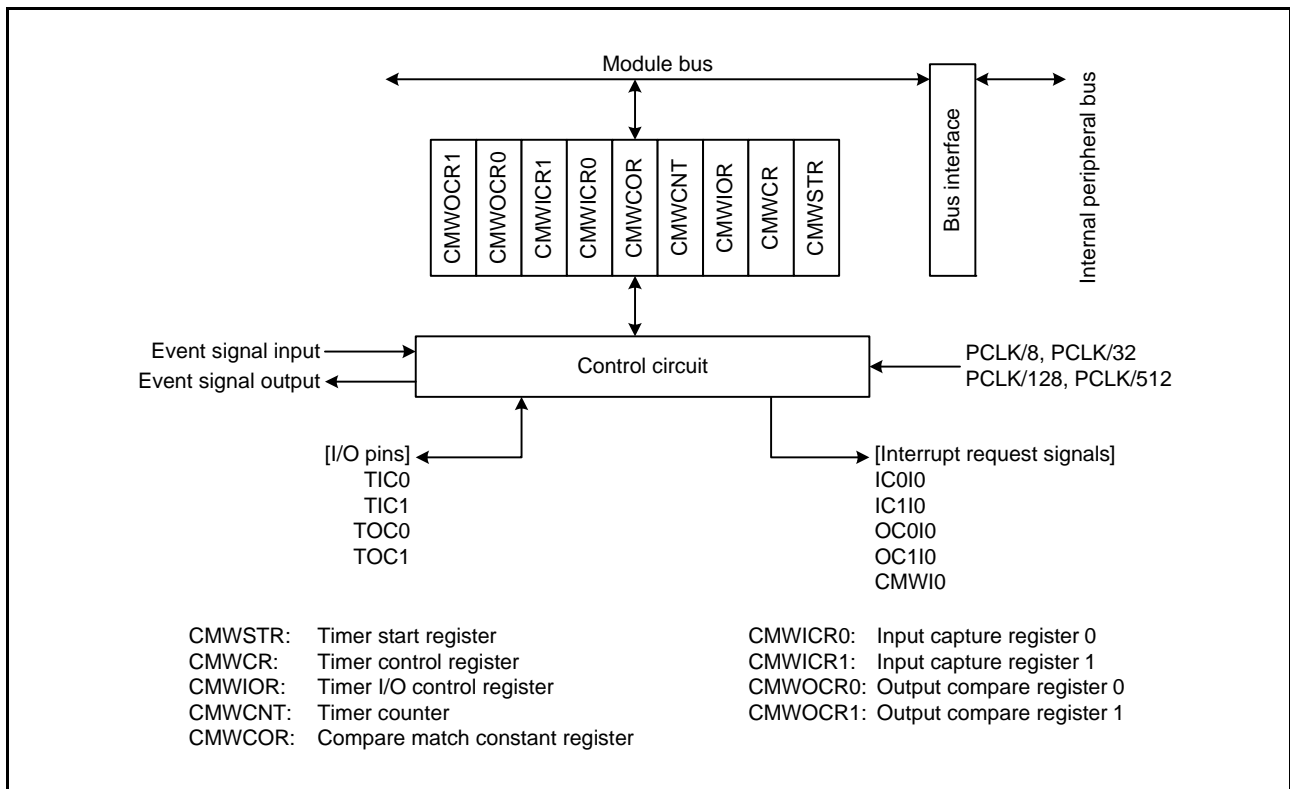 Module bus
Bus interface
Internal peripheral bus
CMWOCR1
CMWOCR0
CMWICR1
CMWICR0
CMWCOR
CMWCNT
CMWIOR
CMWCR
CMWSTR
Event signal input
Event signal output
Control circuit
PCLK/8, PCLK/32
PCLK/128, PCLK/512
[I/O pins]
TIC0
TIC1
TOC0
TOC1
[Interrupt request signals]
IC0I0
IC1I0
OC0I0
OC1I0
CMWI0
CMWSTR: Timer start register
CMWCR: Timer control register
CMWIOR: Timer I/O control register
CMWCNT: Timer counter
CMWCOR: Compare match constant register
CMWICR0: Input capture register 0
CMWICR1: Input capture register 1
CMWOCR0: Output compare register 0
CMWOCR1: Output compare register 1